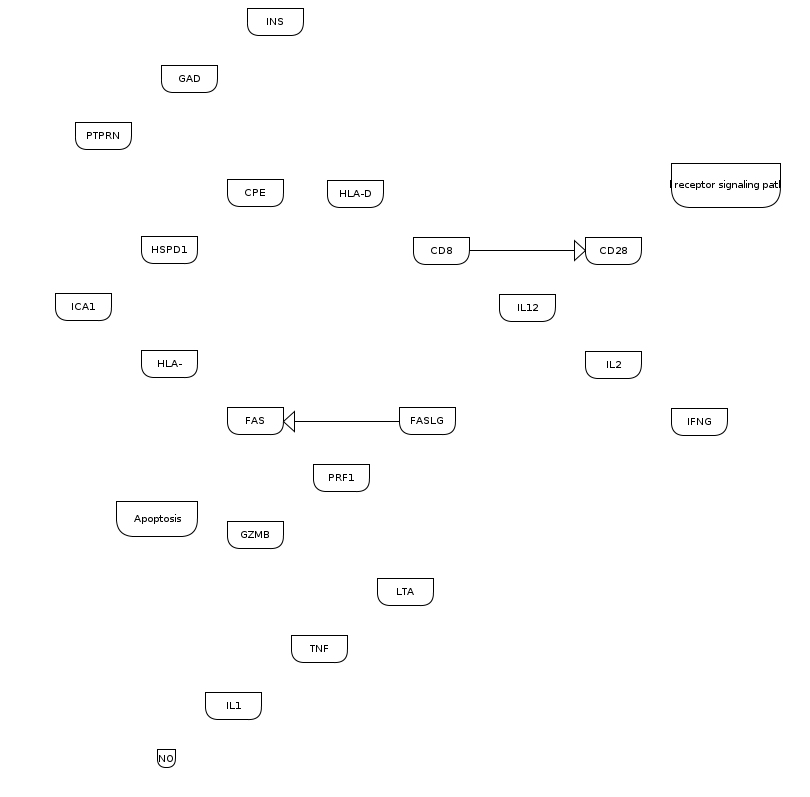 INS
GAD
PTPRN
receptor signaling
CPE
HLA-D
HSPD1
CD8
CD28
ICA1
IL12
HLA-
IL2
FAS
FASLG
IFNG
PRF1
Apoptosis
GZMB
LTA
TNF
IL1
NO